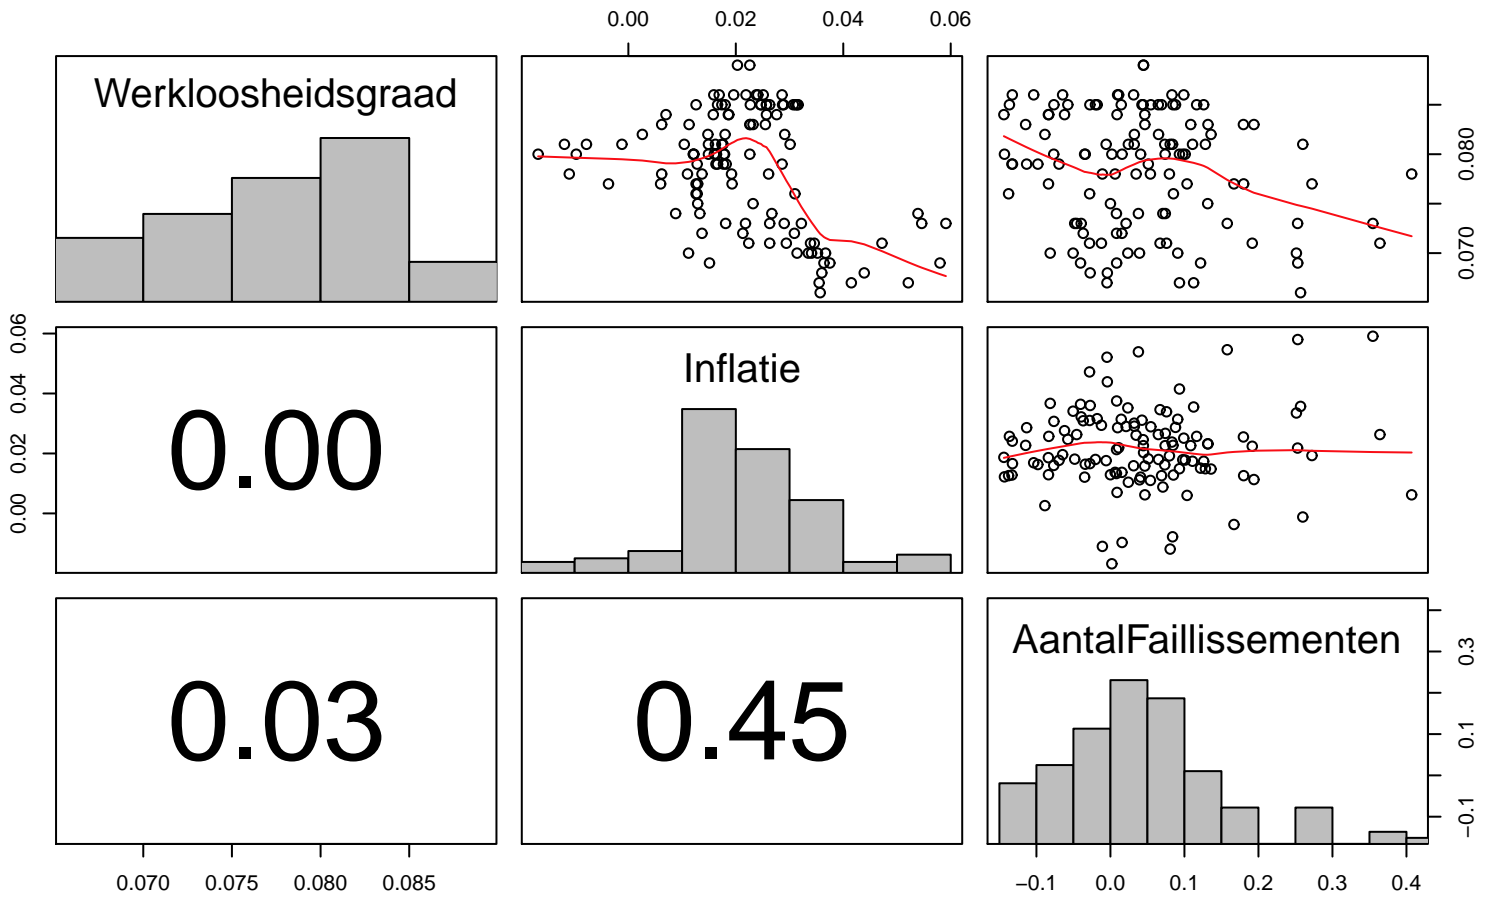 0.00 0.02 0.04 0.06
Werkloosheidsgraad
0.070 0.080
Inflatie
0.00 0.02 0.04 0.06
0.00
AantalFaillissementen
0.03
0.45
−0.1 0.1 0.3
0.070 0.075 0.080 0.085
−0.1 0.0 0.1 0.2 0.3 0.4